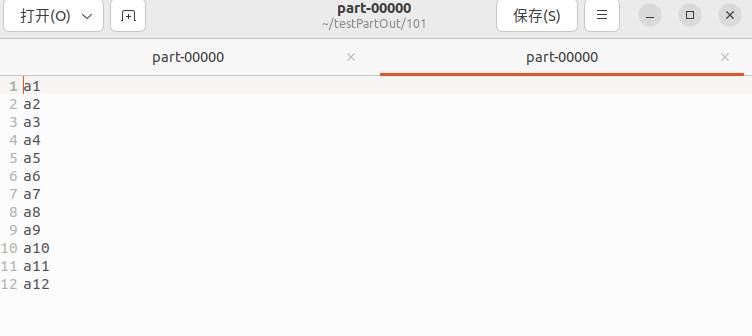 打开(O)
part-00000
~/testPartOut/101
保存(S)
part-00000
part-00000
1 a1
2 a2
3 a3
4 a4
5 a5
6 a6
7 a7
8 a8
9 a9
10 a10
11 a11
12 a12